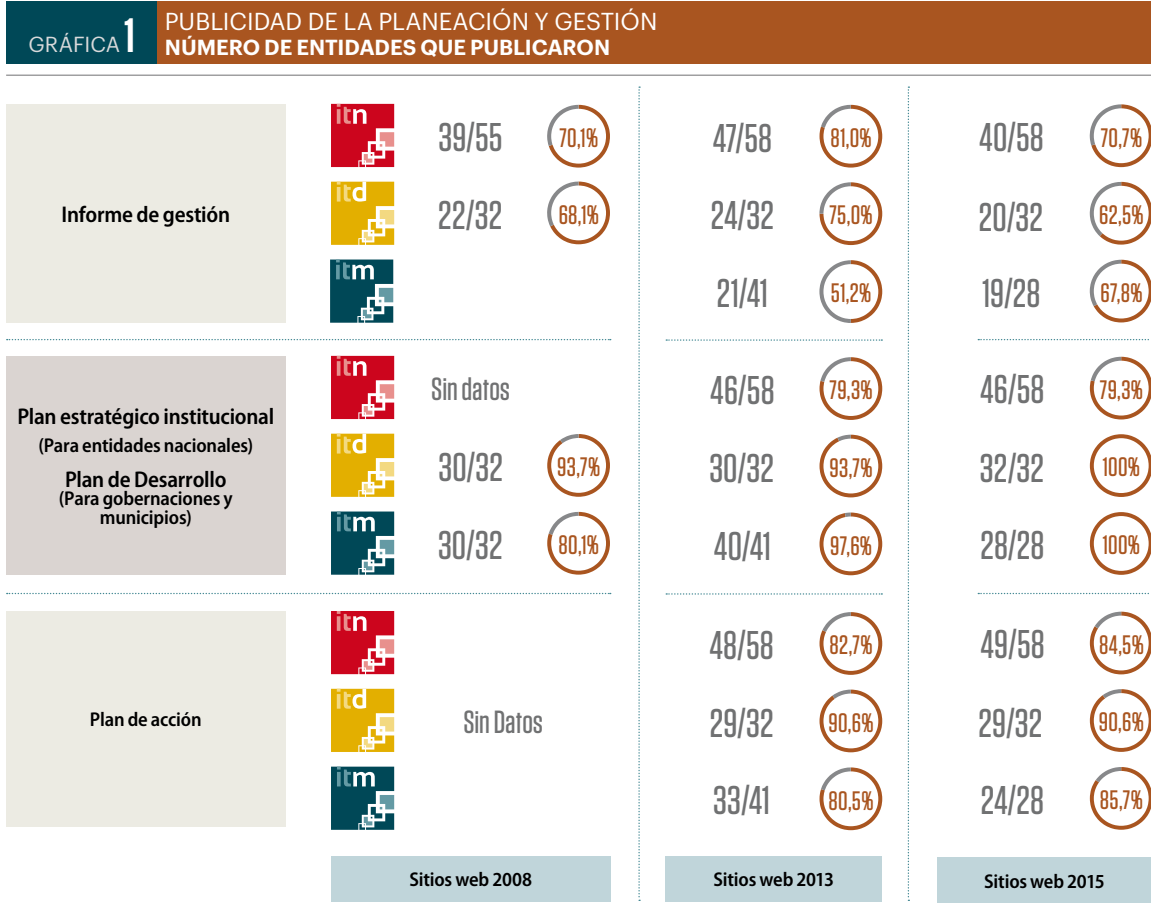 GRÁFICA 1
PUBLICIDAD DE LA PLANEACIÓN Y GESTIÓN
NÚMERO DE ENTIDADES QUE PUBLICARON
Informe de gestión
itn 39/55 70,1% 47/58 81,0% 40/58 70,7%
itd 22/32 68,1% 24/32 75,0% 20/32 62,5%
itm 21/41 51,2% 19/28 67,8%
Plan estratégico institucional
(Para entidades nacionales)
Plan de Desarrollo
(Para gobernaciones y
municipios)
itn Sin datos 46/58 79,3% 46/58 79,3%
itd 30/32 93,7% 30/32 93,7% 32/32 100%
itm 30/32 80,1% 40/41 97,6% 28/28 100%
Plan de acción
itn 48/58 82,7% 49/58 84,5%
itd Sin Datos 29/32 90,6% 29/32 90,6%
itm 33/41 80,5% 24/28 85,7%
Sitios web 2008 Sitios web 2013 Sitios web 2015